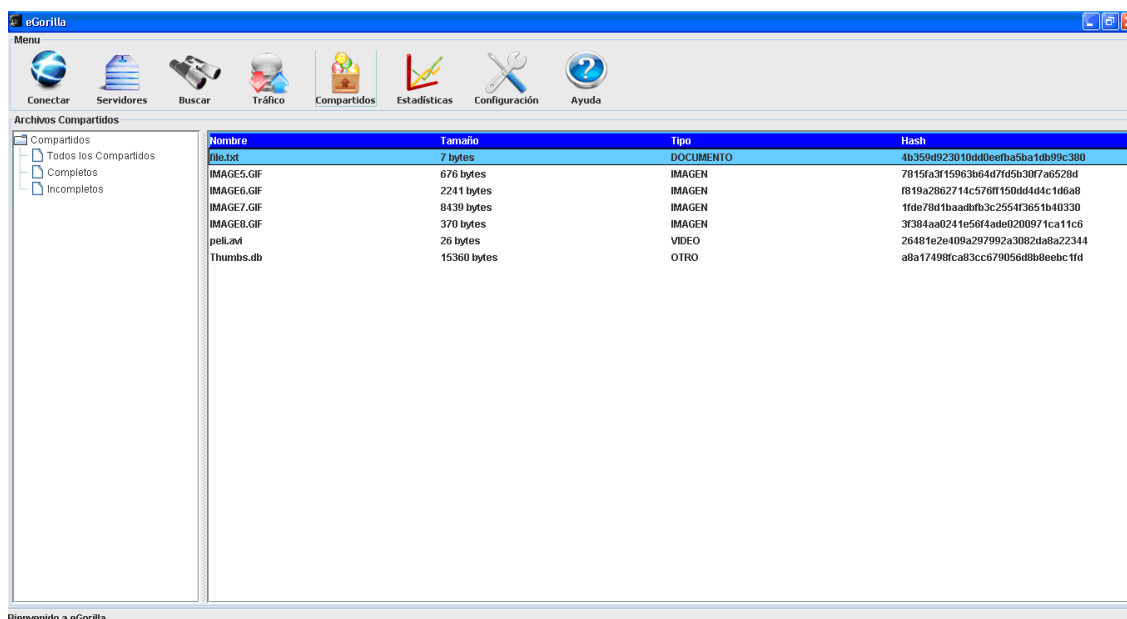 eGorilla
Menu
Conectar Servidores Buscar Tráfico Compartidos Estadísticas Configuración Ayuda
Archivos Compartidos
Compartidos
Todos los Compartidos
Completos
Incompletos
Nombre Tamaño Tipo Hash
file.txt 7 bytes DOCUMENTO 4b359d923010dd0eefba5ba1db99c380
IMAGE5.GIF 676 bytes IMAGEN 7815fa3f15963b64d7fd5b30f7a6528d
IMAGE6.GIF 2241 bytes IMAGEN f819a2862714c576ff150dd4d4c1d6a8
IMAGE7.GIF 8439 bytes IMAGEN 1fde78d1baadbfb3c2554f3651b40330
IMAGE8.GIF 370 bytes IMAGEN 3f384aa0241e56f4ade0200971ca11c6
peli.avi 26 bytes VIDEO 26481e2e409a297992a3082da8a22344
Thumbs.db 15360 bytes OTRO a8a17498fca83cc679056d8b8eebc1fd
Bienvenido a eGorilla